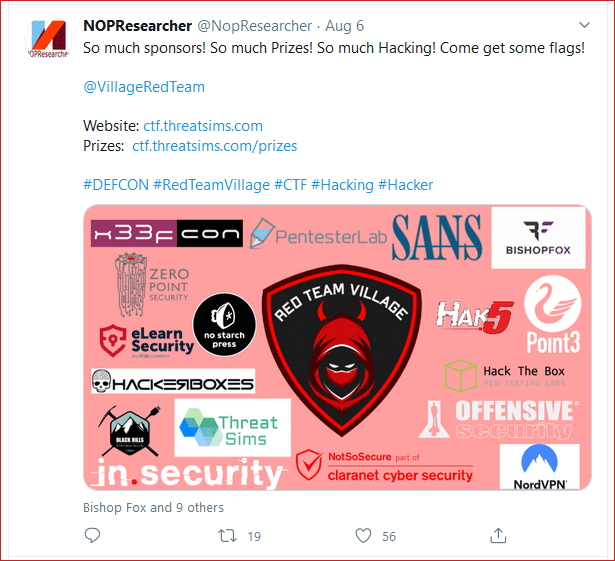 NOPResearcher @NopResearcher · Aug 6
So much sponsors! So much Prizes! So much Hacking! Come get some flags!
@VillageRedTeam
Website: ctf.threatsims.com
Prizes: ctf.threatsims.com/prizes
#DEFCON #RedTeamVillage #CTF #Hacking #Hacker
x33fcon
PentesterLab
SANS
BISHOPFOX
ZERO
POINT
SECURITY
RED TEAM VILLAGE
no starch
press
HAK5
Point3
eLearn
Security
Hack The Box
PEN-TESTING LABS
HACKERBOXES
OFFENSIVE
security
BLACK HILLS
Threat
Sims
in.security
NotSoSecure part of
claranet cyber security
NordVPN
Bishop Fox and 9 others
19
56